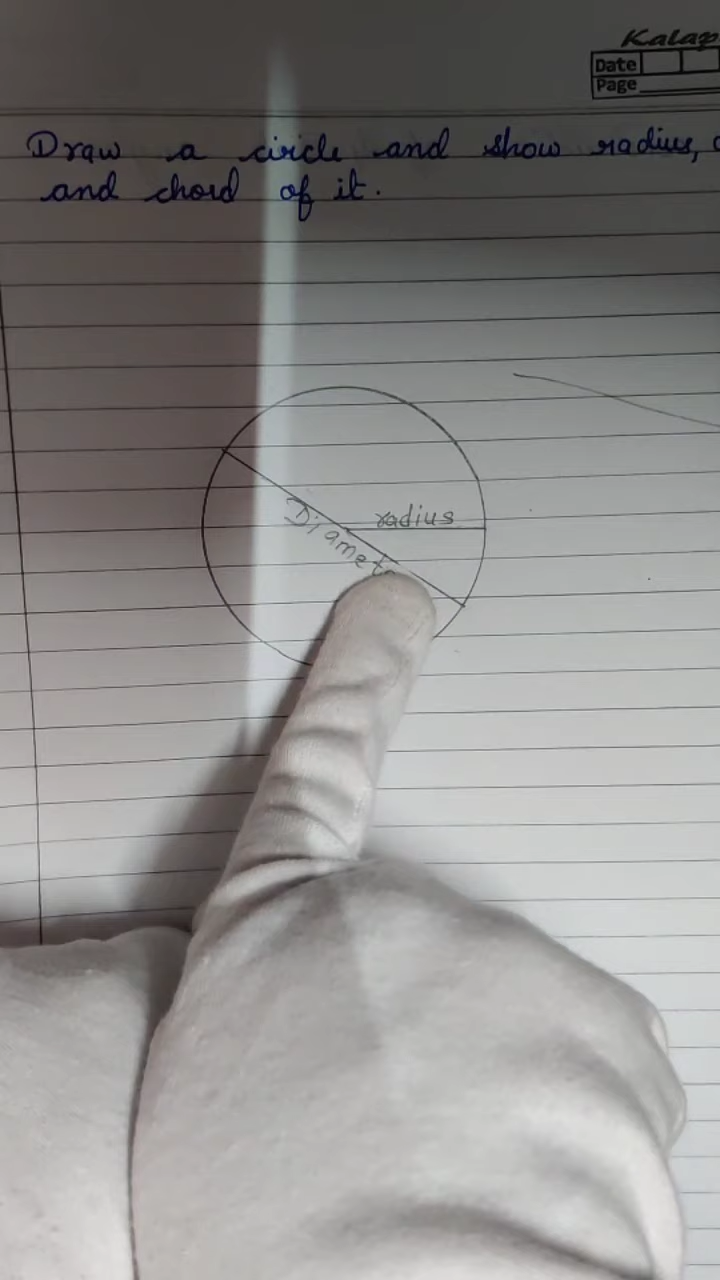 Kalap
Date
Page
Draw a circle and show radius,
and chord of it.
radius
Diamet